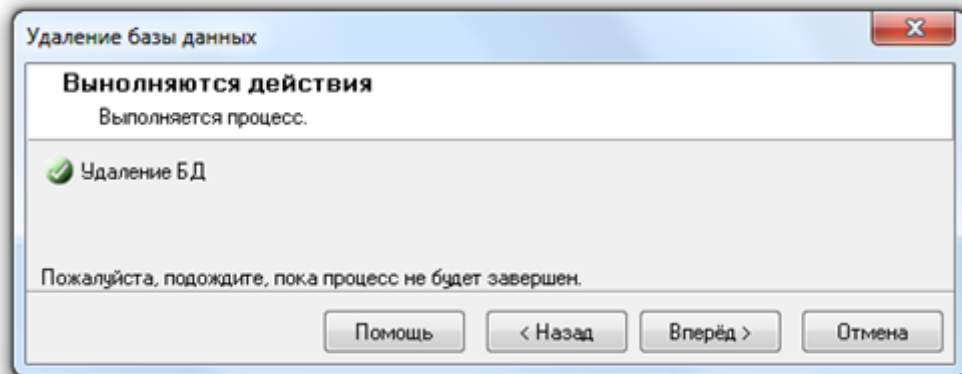 Удаление базы данных
Вынолняются действия
Выполняется процесс.
Удаление БД
Пожалуйста, подождите, пока процесс не будет завершен.
Помощь < Назад Вперёд > Отмена